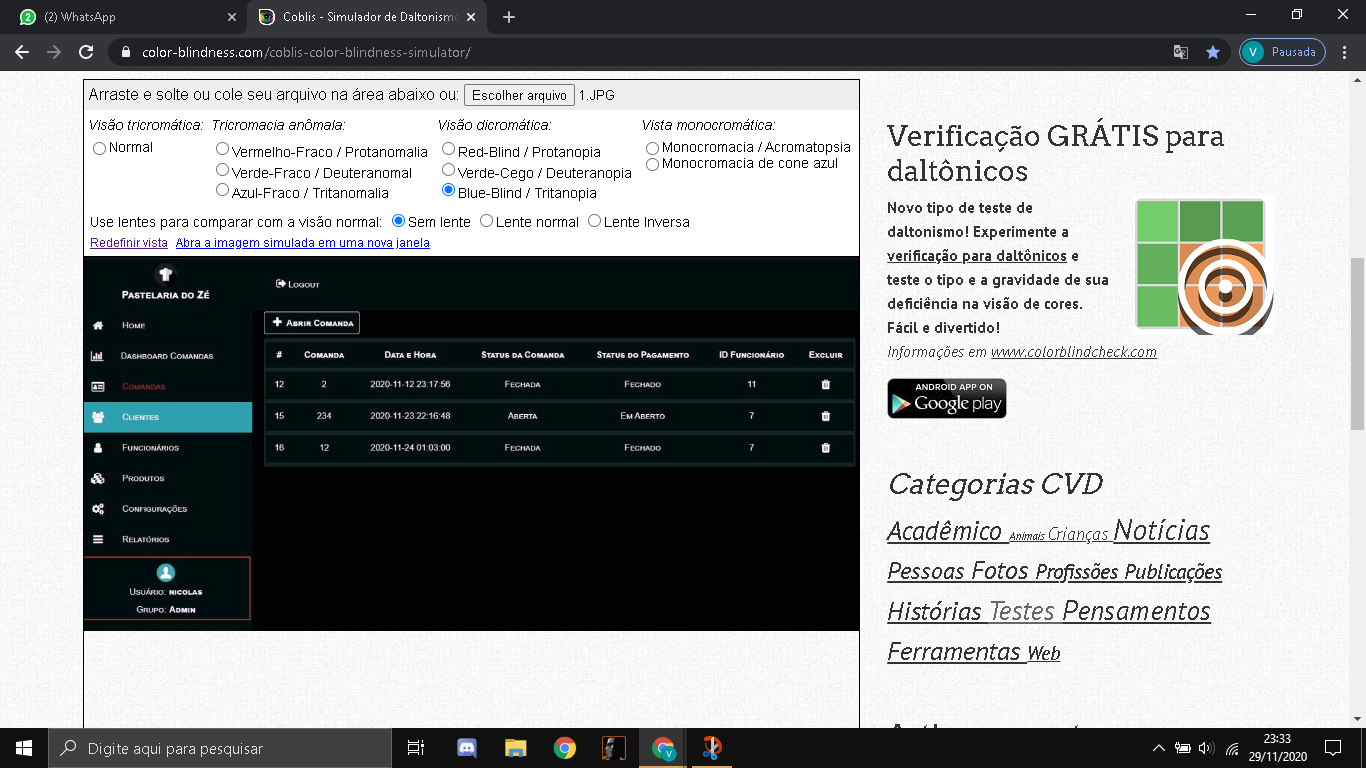 (2) WhatsApp
Coblis - Simulador de Daltonismo
color-blindness.com/coblis-color-blindness-simulator/
V Pausada
Arraste e solte ou cole seu arquivo na área abaixo ou: Escolher arquivo 1.JPG
Visão tricromática: Tricromacia anômala: Visão dicromática: Vista monocromática:
Normal Vermelho-Fraco / Protanomalia Red-Blind / Protanopia Monocromacia / Acromatopsia
Verde-Fraco / Deuteranomal Verde-Cego / Deuteranopia Monocromacia de cone azul
Azul-Fraco / Tritanomalia Blue-Blind / Tritanopia
Use lentes para comparar com a visão normal: Sem lente Lente normal Lente Inversa
Redefinir vista Abra a imagem simulada em uma nova janela
Pastelaria do Zé
Logout
Home
Dashboard Comandas
Comandas
Clientes
Funcionários
Produtos
Configurações
Relatórios
Usuário: nicolas
Grupo: Admin
+ Abrir Comanda
# Comanda Data e Hora Status da Comanda Status do Pagamento ID Funcionário Excluir
12 2 2020-11-12 23:17:56 Fechada Fechado 11
15 234 2020-11-23 22:16:48 Aberta Em Aberto 7
16 12 2020-11-24 01:03:00 Fechada Fechado 7
Verificação GRÁTIS para
daltônicos
Novo tipo de teste de
daltonismo! Experimente a
verificação para daltônicos e
teste o tipo e a gravidade de sua
deficiência na visão de cores.
Fácil e divertido!
Informações em www.colorblindcheck.com
ANDROID APP ON
Google play
Categorias CVD
Acadêmico Animais Crianças Notícias
Pessoas Fotos Profissões Publicações
Histórias Testes Pensamentos
Ferramentas Web
Digite aqui para pesquisar
23:33
29/11/2020